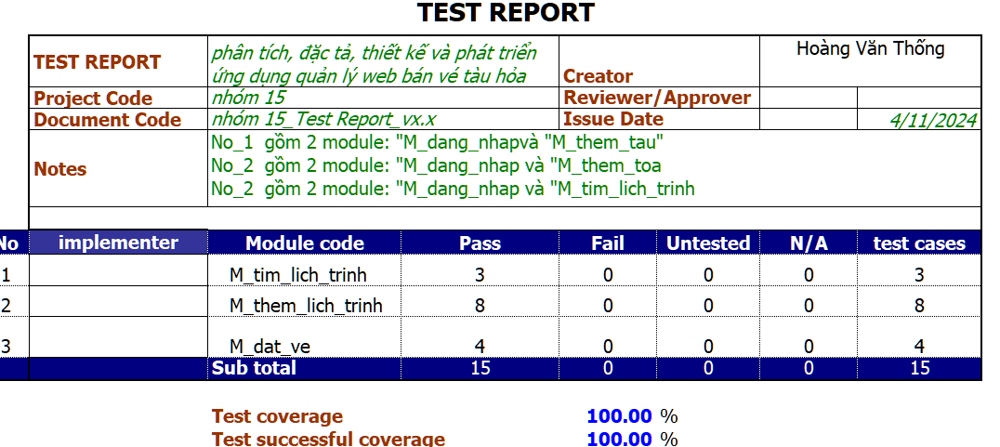 TEST REPORT
TEST REPORT phân tích, đặc tả, thiết kế và phát triển ứng dụng quản lý web bán vé tàu hỏa Creator Hoàng Văn Thống
Project Code nhóm 15 Reviewer/Approver
Document Code nhóm 15_Test Report_vx.x Issue Date 4/11/2024
Notes
No_1 gồm 2 module: "M_dang_nhapvà "M_them_tau"
No_2 gồm 2 module: "M_dang_nhap và "M_them_toa
No_2 gồm 2 module: "M_dang_nhap và "M_tim_lich_trinh
No implementer Module code Pass Fail Untested N/A test cases
1 M_tim_lich_trinh 3 0 0 0 3
2 M_them_lich_trinh 8 0 0 0 8
3 M_dat_ve 4 0 0 0 4
Sub total 15 0 0 0 15
Test coverage 100.00 %
Test successful coverage 100.00 %